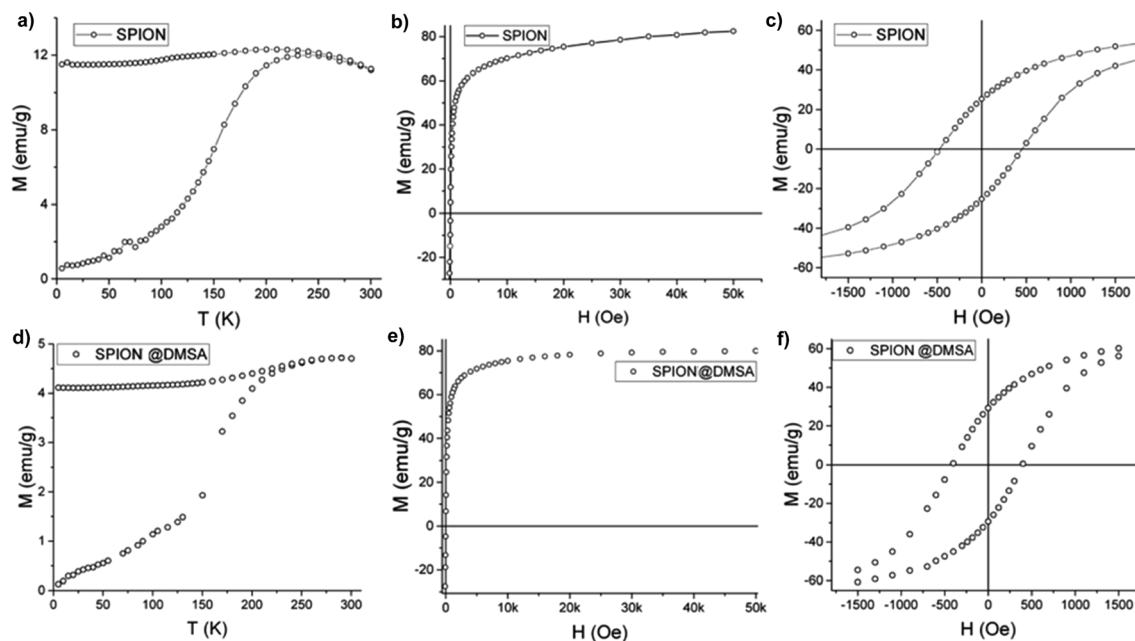 a)
SPION
M (emu/g)
12
8
4
0
0 50 100 150 200 250 300
T (K)
b)
SPION
M (emu/g)
80
60
40
20
0
-20
0 10k 20k 30k 40k 50k
H (Oe)
c)
SPION
M (emu/g)
60
40
20
0
-20
-40
-60
-1500 -1000 -500 0 500 1000 1500
H (Oe)
d)
SPION @DMSA
M (emu/g)
5
4
3
2
1
0
0 50 100 150 200 250 300
T (K)
e)
SPION@DMSA
M (emu/g)
80
60
40
20
0
-20
0 10k 20k 30k 40k 50k
H (Oe)
f)
SPION @DMSA
M (emu/g)
60
40
20
0
-20
-40
-60
-1500 -1000 -500 0 500 1000 1500
H (Oe)